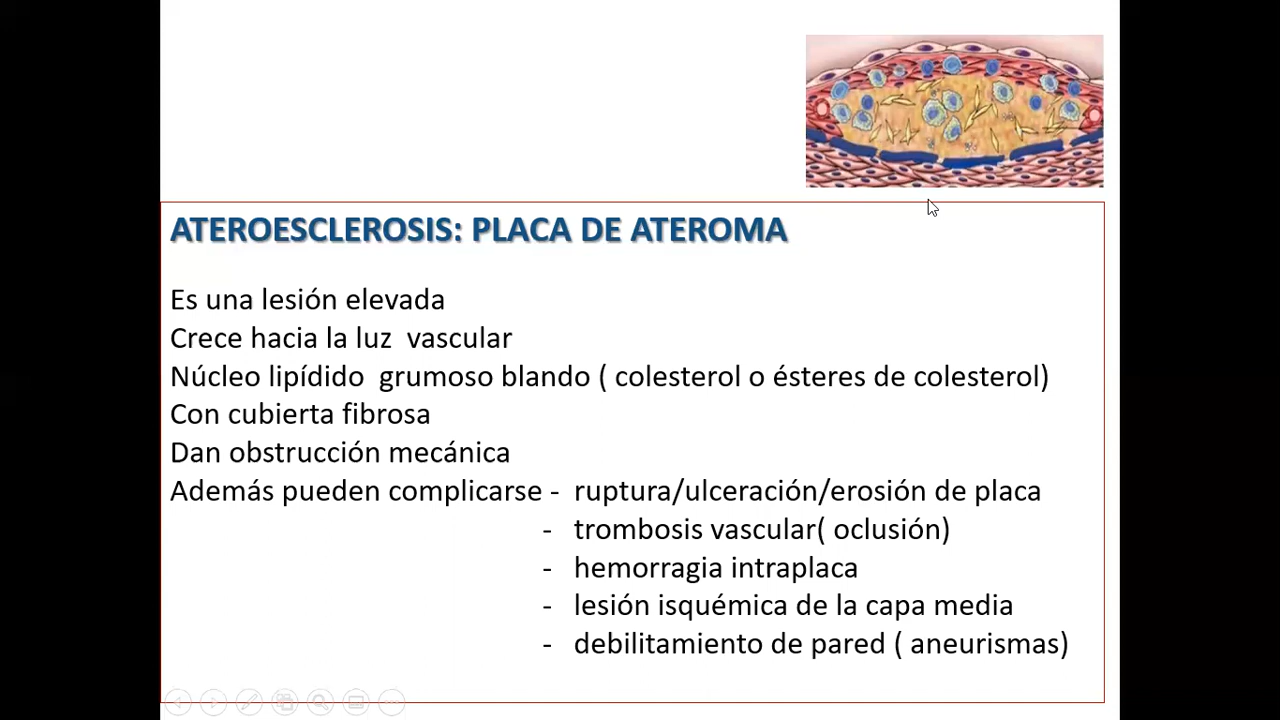 ATEROESCLEROSIS: PLACA DE ATEROMA
Es una lesión elevada
Crece hacia la luz  vascular
Núcleo lipídido  grumoso blando ( colesterol o ésteres de colesterol)
Con cubierta fibrosa
Dan obstrucción mecánica
Además pueden complicarse -  ruptura/ulceración/erosión de placa
-  trombosis vascular( oclusión)
-  hemorragia intraplaca
-  lesión isquémica de la capa media
-  debilitamiento de pared ( aneurismas)